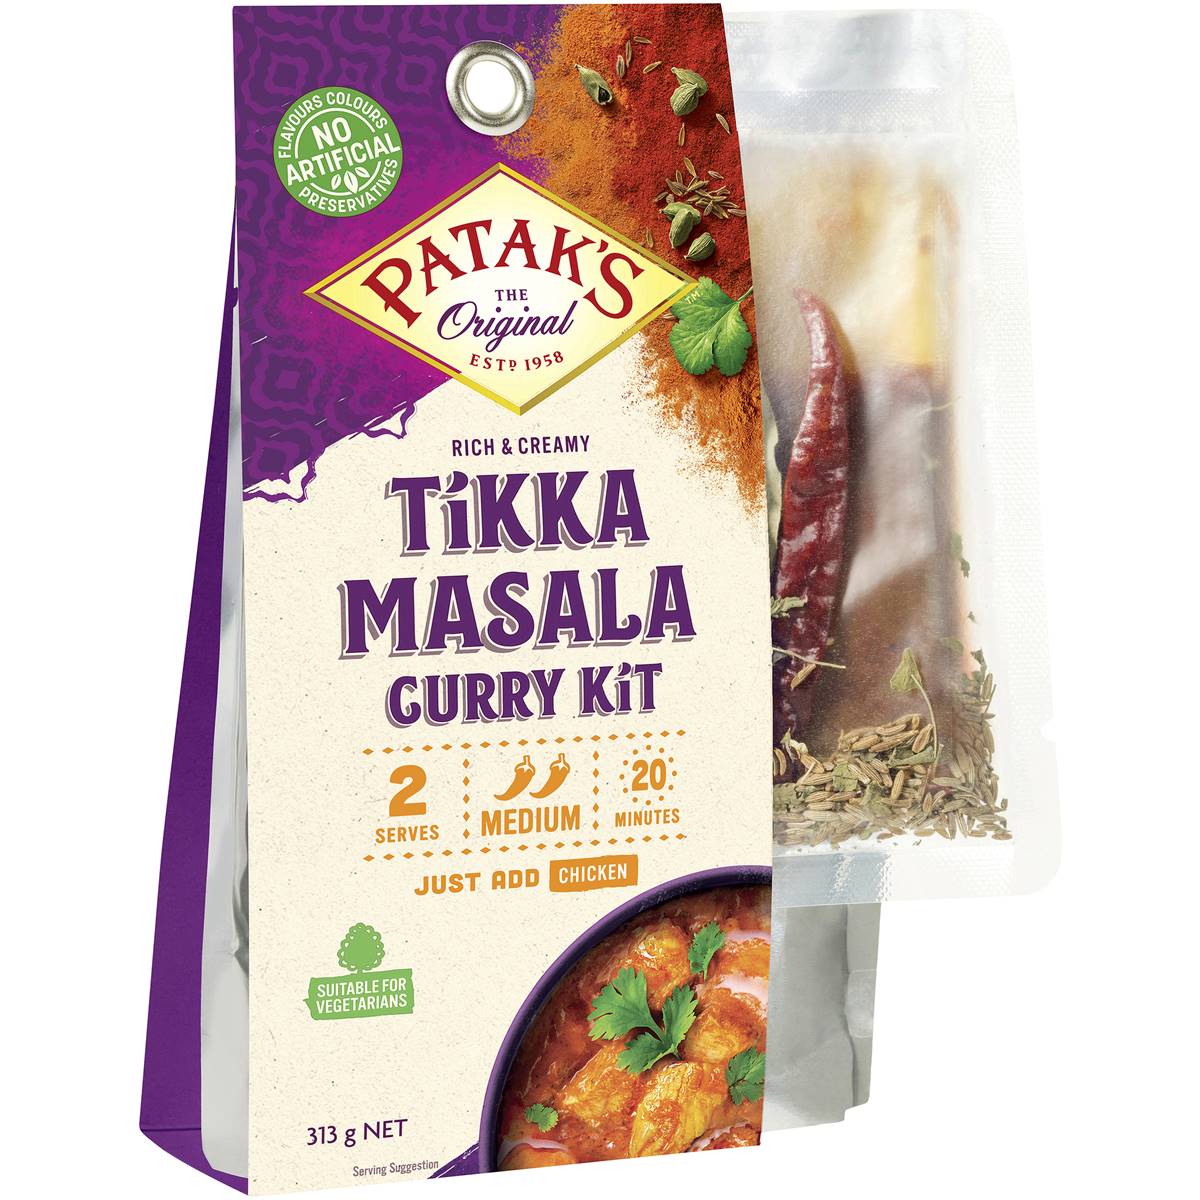 FLAVOURS COLOURS
NO
ARTIFICIAL
PRESERVATIVES
PATAK'S
THE
Original
ESTD 1958
TM
RICH & CREAMY
TiKKA
MASALA
CURRY KiT
2
SERVES
MEDIUM
20
MINUTES
JUST ADD CHICKEN
SUITABLE FOR
VEGETARIANS
313 g NET
Serving Suggestion